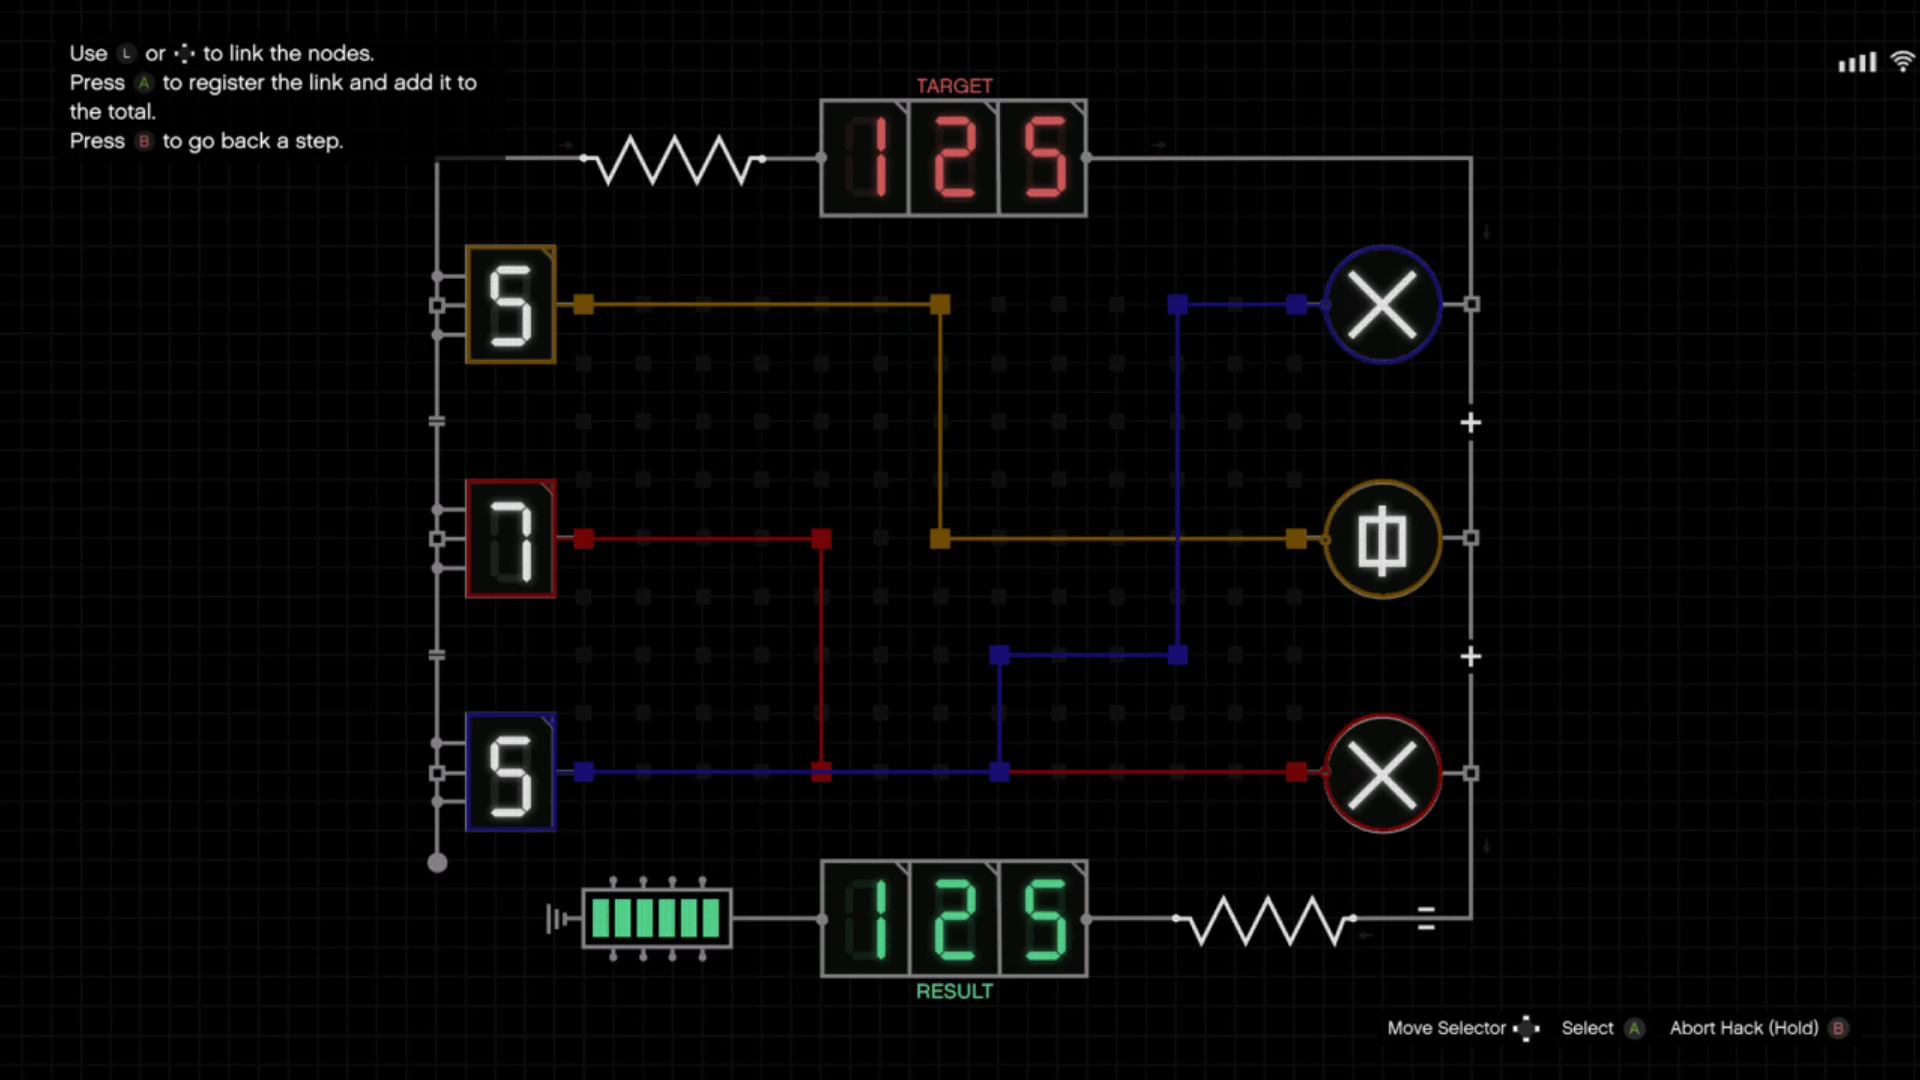 Use L or to link the nodes.
Press A to register the link and add it to
the total.
Press B to go back a step.
TARGET
125
5
7
5
+
+
=
125
RESULT
Move Selector Select A Abort Hack (Hold) B